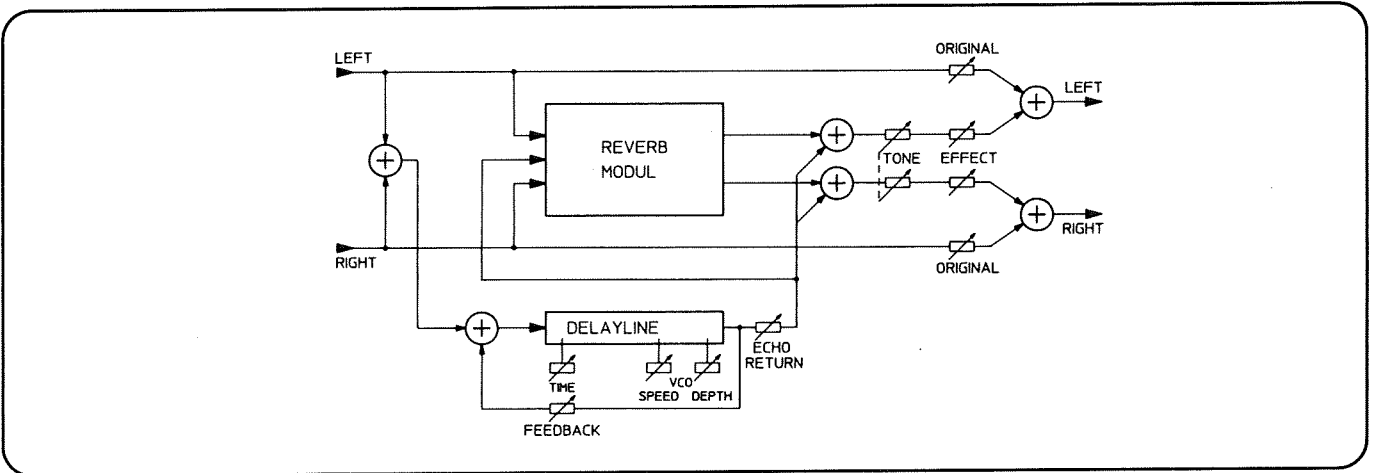 ORIGINAL
LEFT
LEFT
REVERB
MODUL
TONE
EFFECT
RIGHT
RIGHT
ORIGINAL
DELAYLINE
ECHO
RETURN
TIME
VCO
SPEED
DEPTH
FEEDBACK